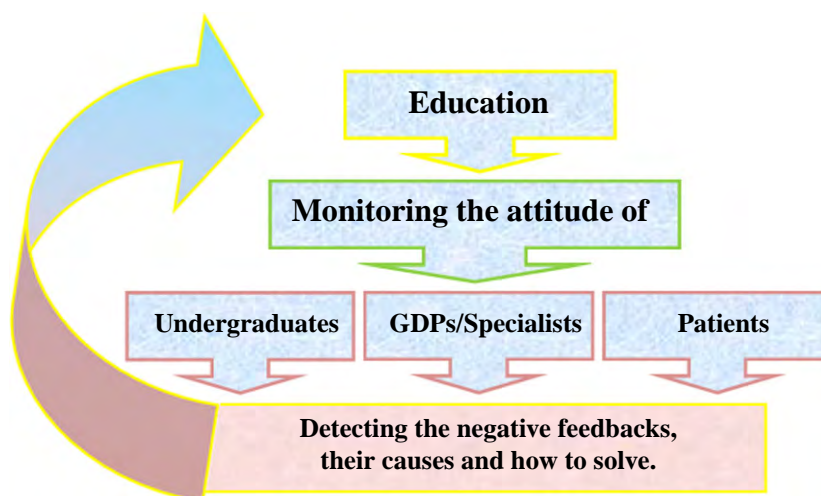 Education
Monitoring the attitude of
Undergraduates
GDPs/Specialists
Patients
Detecting the negative feedbacks,
their causes and how to solve.